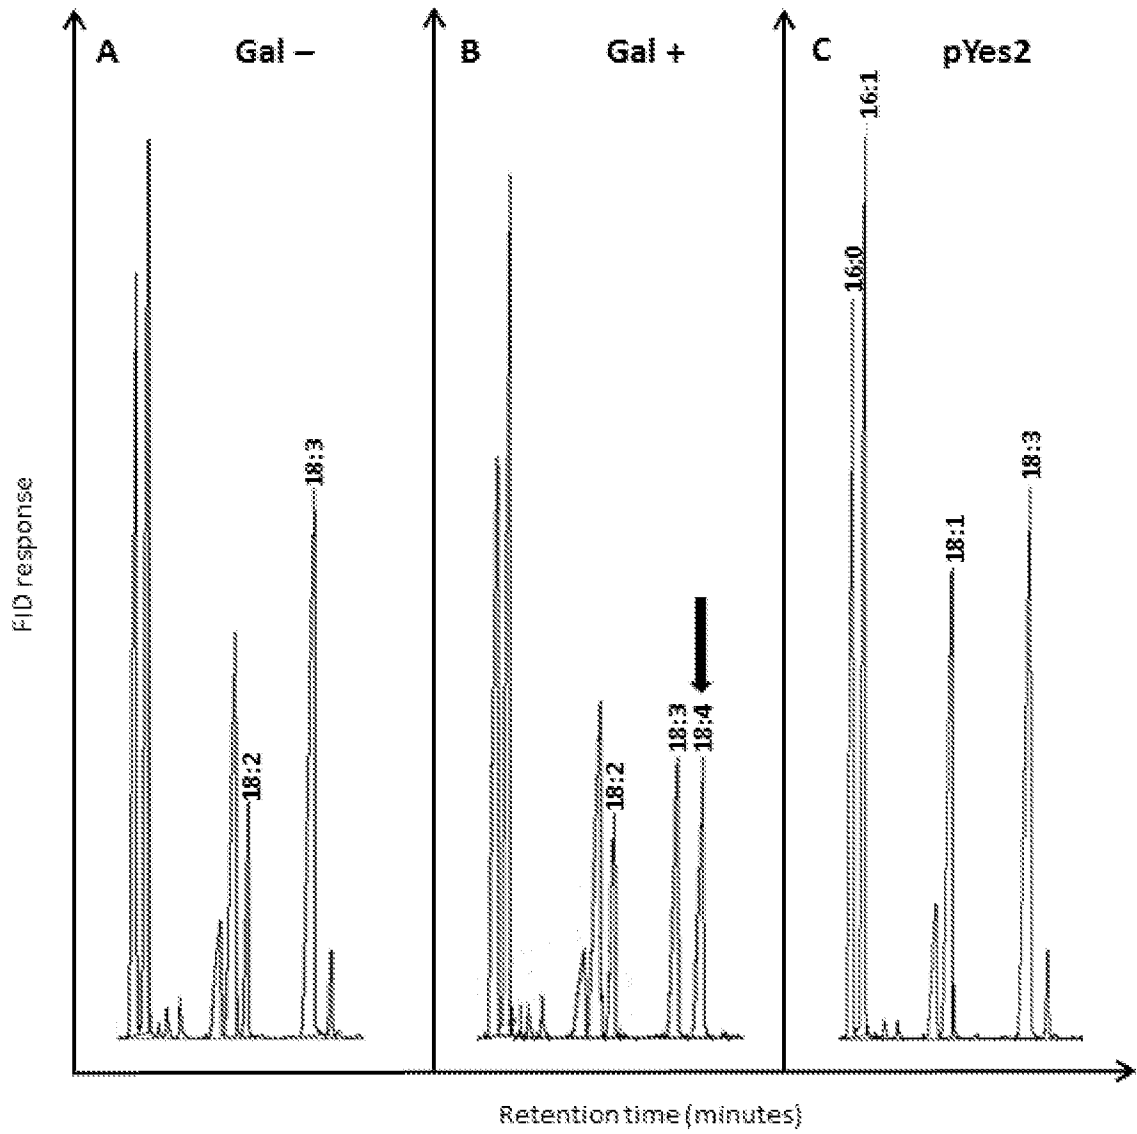 A
Gal –
B
Gal +
C
pYes2
16:1
16:0
18:3
18:2
18:2
18:3
18:4
18:1
18:3
FID response
Retention time (minutes)